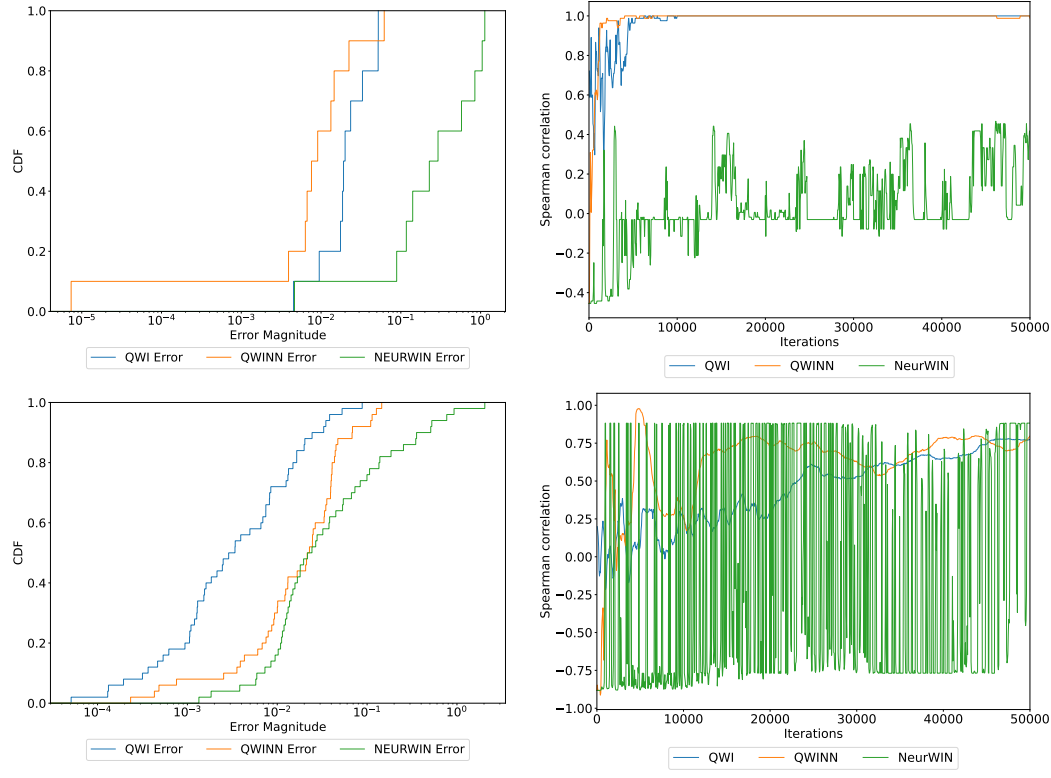 1.0
0.8
0.6
0.4
0.2
0.0
CDF
10⁻⁵ 10⁻⁴ 10⁻³ 10⁻² 10⁻¹ 10⁰
Error Magnitude
QWI Error QWINN Error NEURWIN Error
1.0
0.8
0.6
0.4
0.2
0.0
−0.2
−0.4
Spearman correlation
0 10000 20000 30000 40000 50000
Iterations
QWI QWINN NeurWIN
1.0
0.8
0.6
0.4
0.2
0.0
CDF
10⁻⁴ 10⁻³ 10⁻² 10⁻¹ 10⁰
Error Magnitude
QWI Error QWINN Error NEURWIN Error
1.00
0.75
0.50
0.25
0.00
−0.25
−0.50
−0.75
−1.00
Spearman correlation
0 10000 20000 30000 40000 50000
Iterations
QWI QWINN NeurWIN